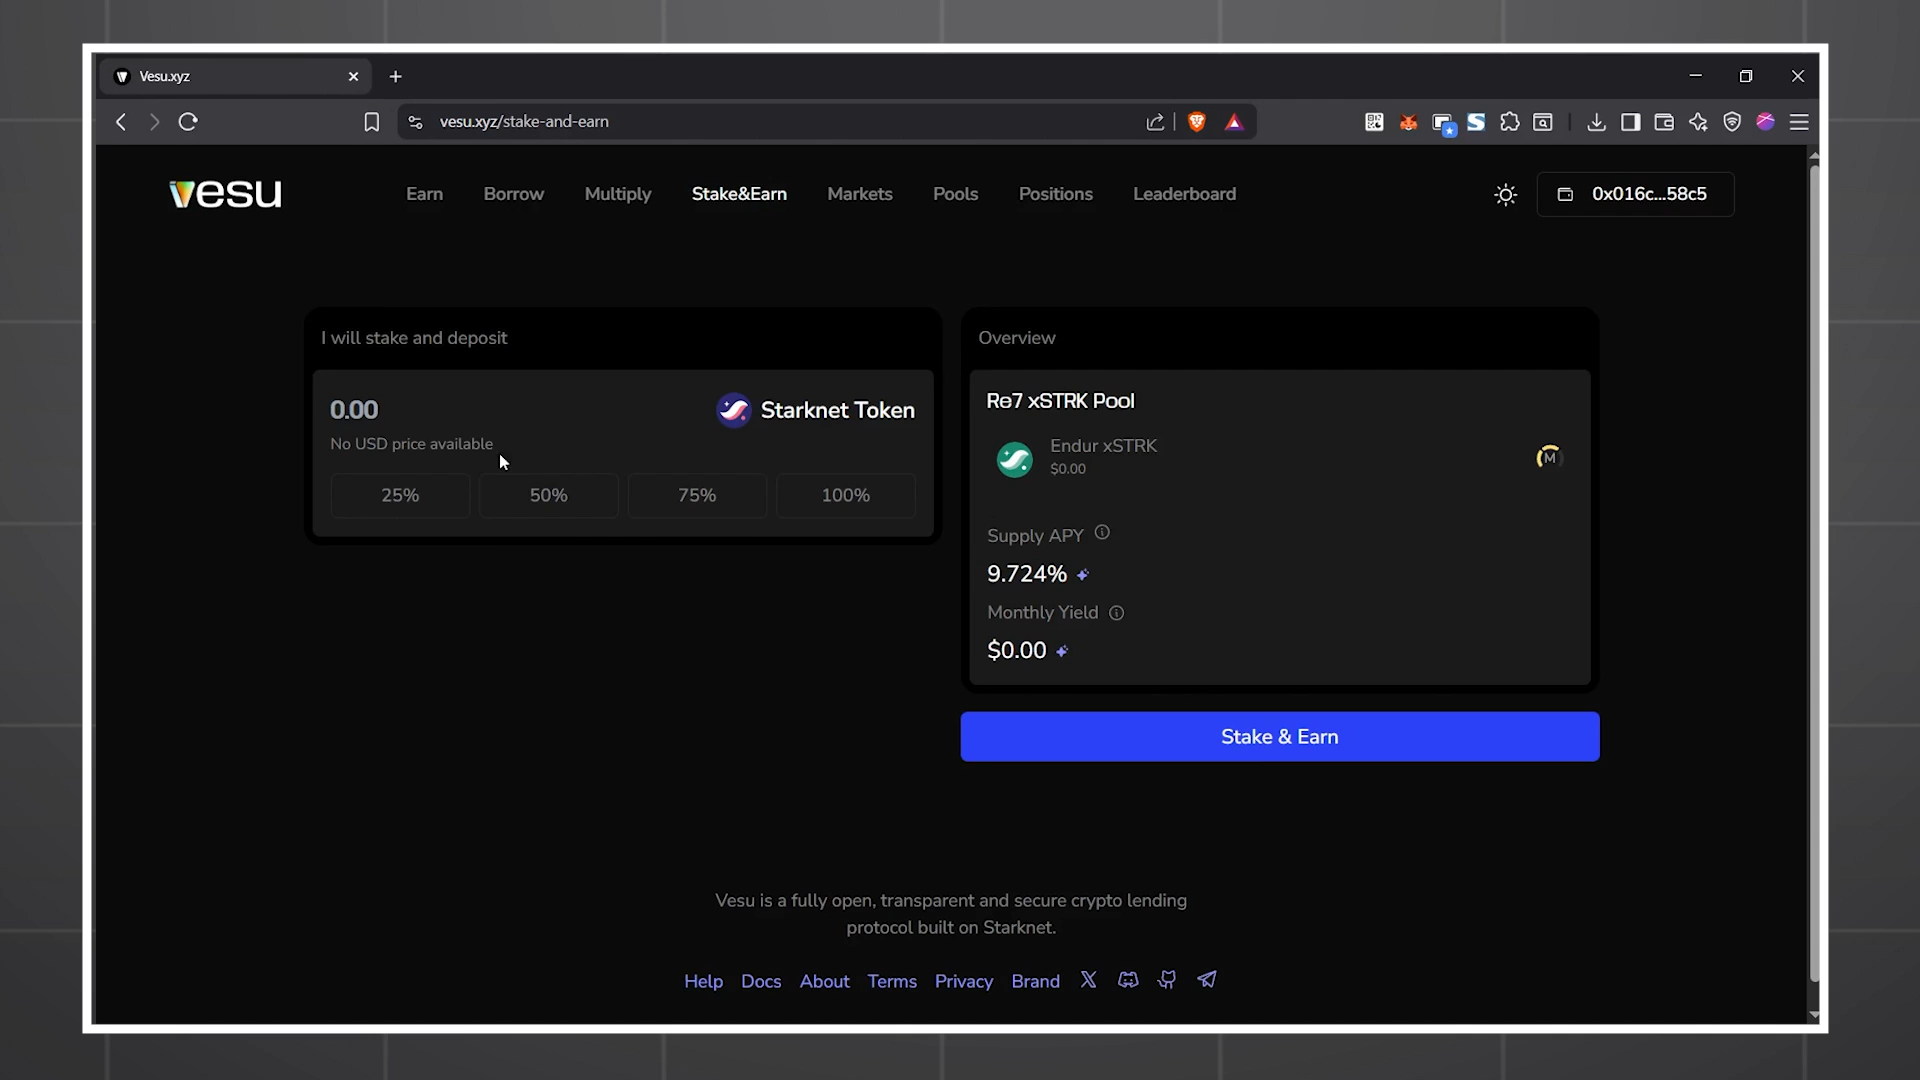 Vesu.xyz
vesu.xyz/stake-and-earn
vesu
Earn
Borrow
Multiply
Stake&Earn
Markets
Pools
Positions
Leaderboard
0x016c...58c5
I will stake and deposit
0.00
Starknet Token
No USD price available
25%
50%
75%
100%
Overview
Re7 xSTRK Pool
Endur xSTRK
$0.00
M
Supply APY
9.724%
Monthly Yield
$0.00
Stake & Earn
Vesu is a fully open, transparent and secure crypto lending
protocol built on Starknet.
Help
Docs
About
Terms
Privacy
Brand